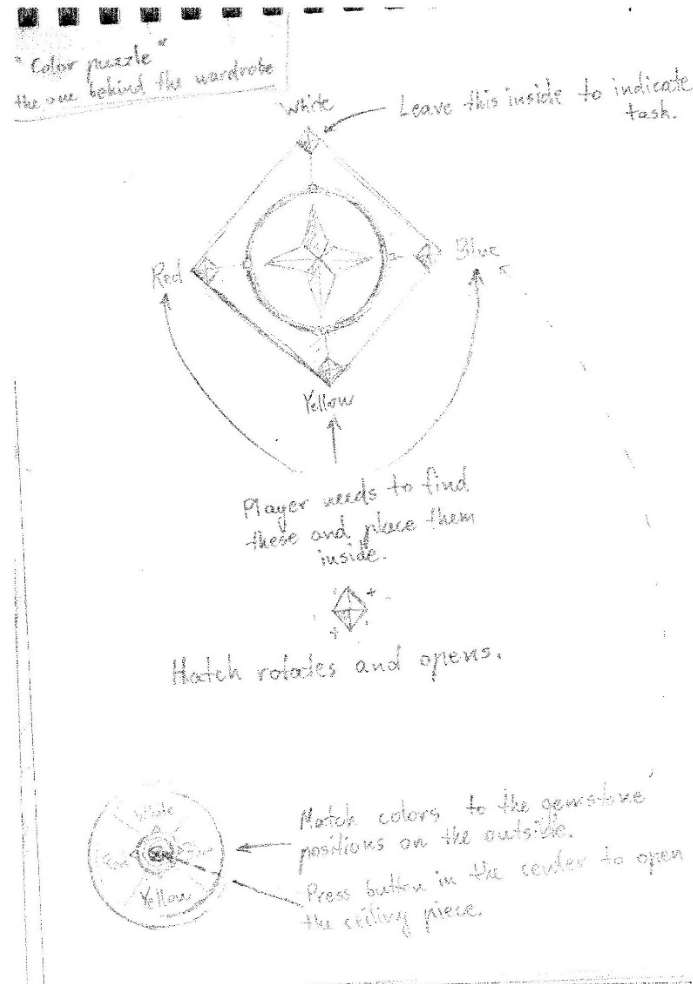 "Color puzzle"
the one behind the wardrobe
White
Leave this inside to indicate
task.
Red
Blue
Yellow
Player needs to find
these and place them
inside.
Hatch rotates and opens.
White
Yellow
Match colors to the gemstone'
positions on the outside.
Press button in the center to open
the ceiling piece.